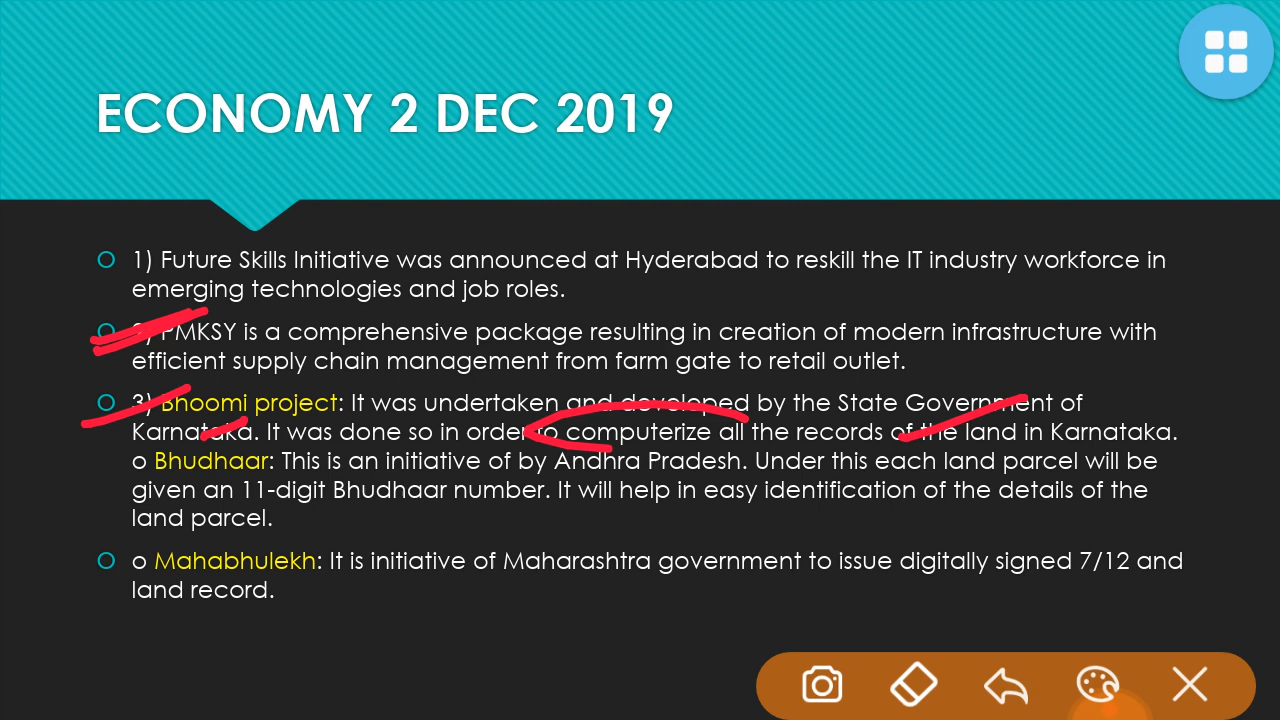 ECONOMY 2 DEC 2019
1) Future Skills Initiative was announced at Hyderabad to reskill the IT industry workforce in
emerging technologies and job roles.
2) PMKSY is a comprehensive package resulting in creation of modern infrastructure with
efficient supply chain management from farm gate to retail outlet.
3) Bhoomi project: It was undertaken and developed by the State Government of
Karnataka. It was done so in order to computerize all the records of the land in Karnataka.
o Bhudhaar: This is an initiative of by Andhra Pradesh. Under this each land parcel will be
given an 11-digit Bhudhaar number. It will help in easy identification of the details of the
land parcel.
o Mahabhulekh: It is initiative of Maharashtra government to issue digitally signed 7/12 and
land record.